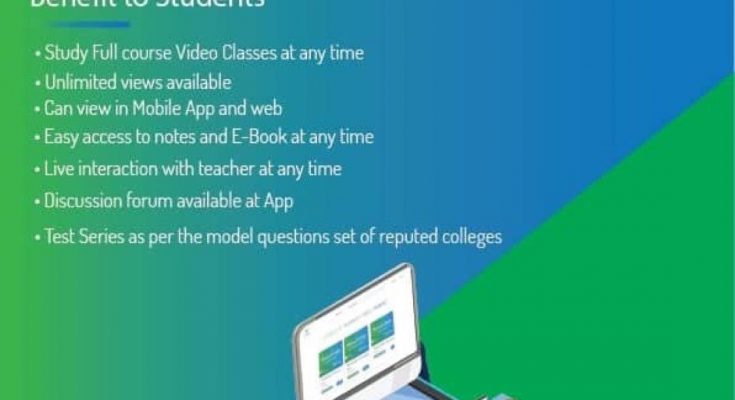 Benefit to Students
• Study Full course Video Classes at any time
• Unlimited views available
• Can view in Mobile App and web
• Easy access to notes and E-Book at any time
• Live interaction with teacher at any time
• Discussion forum available at App
• Test Series as per the model questions set of reputed colleges